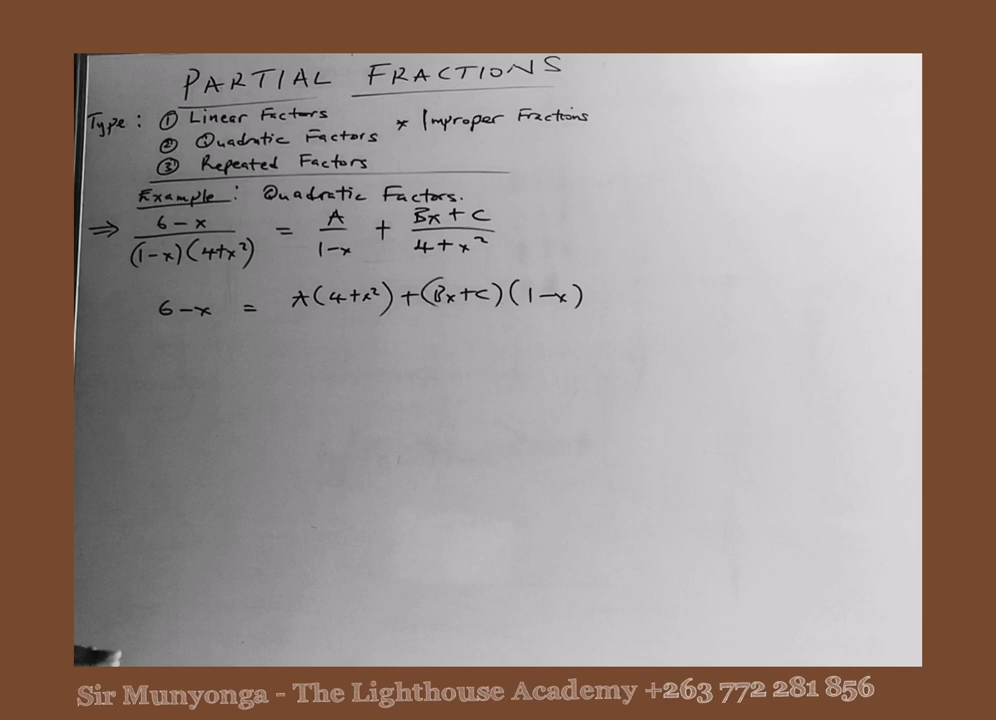 PARTIAL FRACTIONS
Type: ① Linear Factors * Improper Fractions
② Quadratic Factors
③ Repeated Factors
Example: Quadratic Factors.
⇒ 6-x / (1-x)(4+x²) = A / 1-x + Bx+C / 4+x²
6-x = A(4+x²)+(Bx+C)(1-x)
Sir Munyonga - The Lighthouse Academy +263 772 281 856